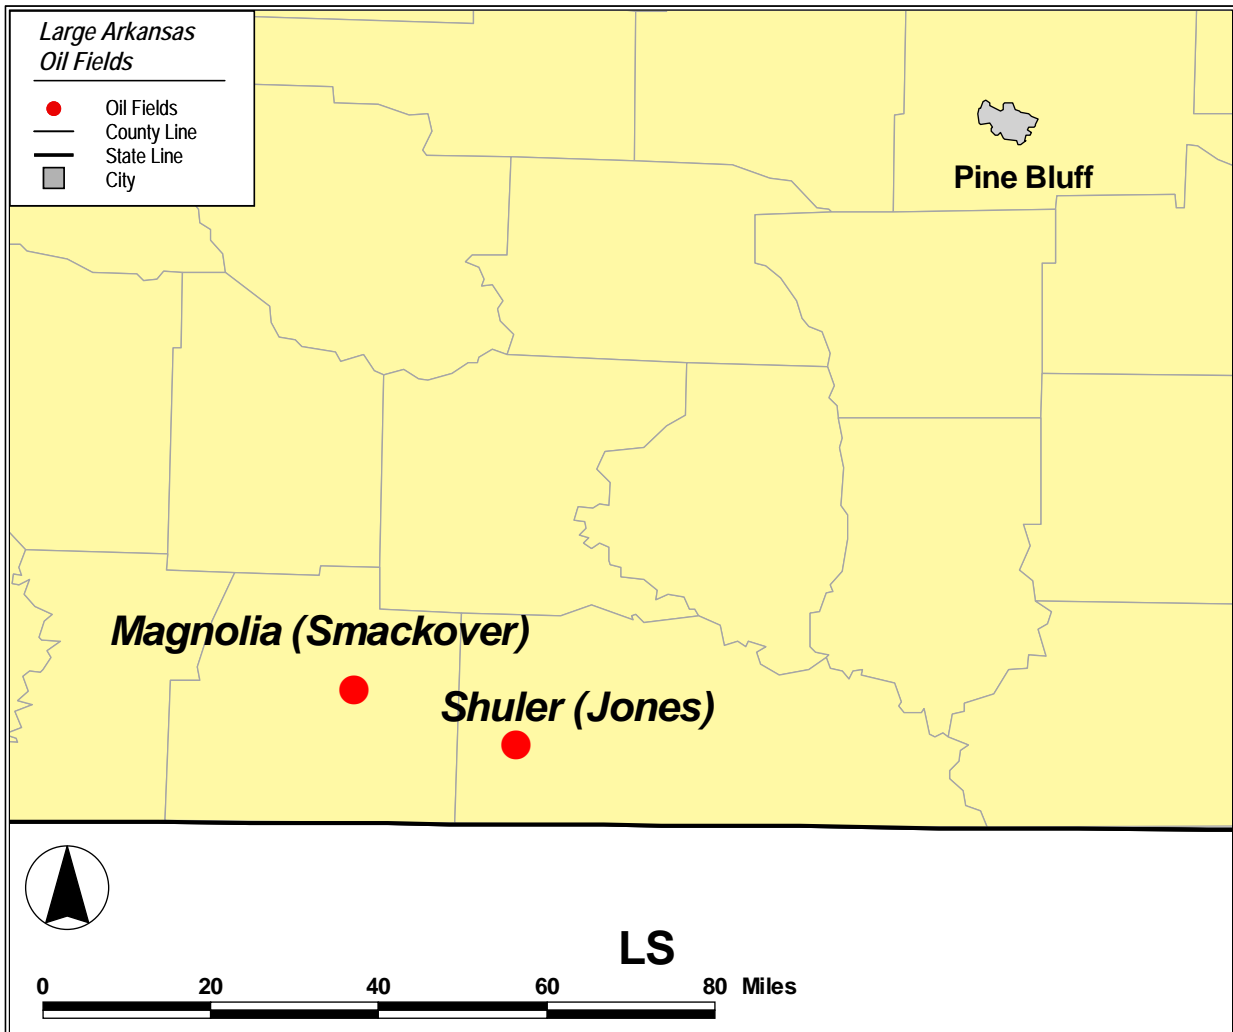 Large Arkansas
Oil Fields
Oil Fields
County Line
State Line
City
Pine Bluff
Magnolia (Smackover)
Shuler (Jones)
LS
0 20 40 60 80 Miles